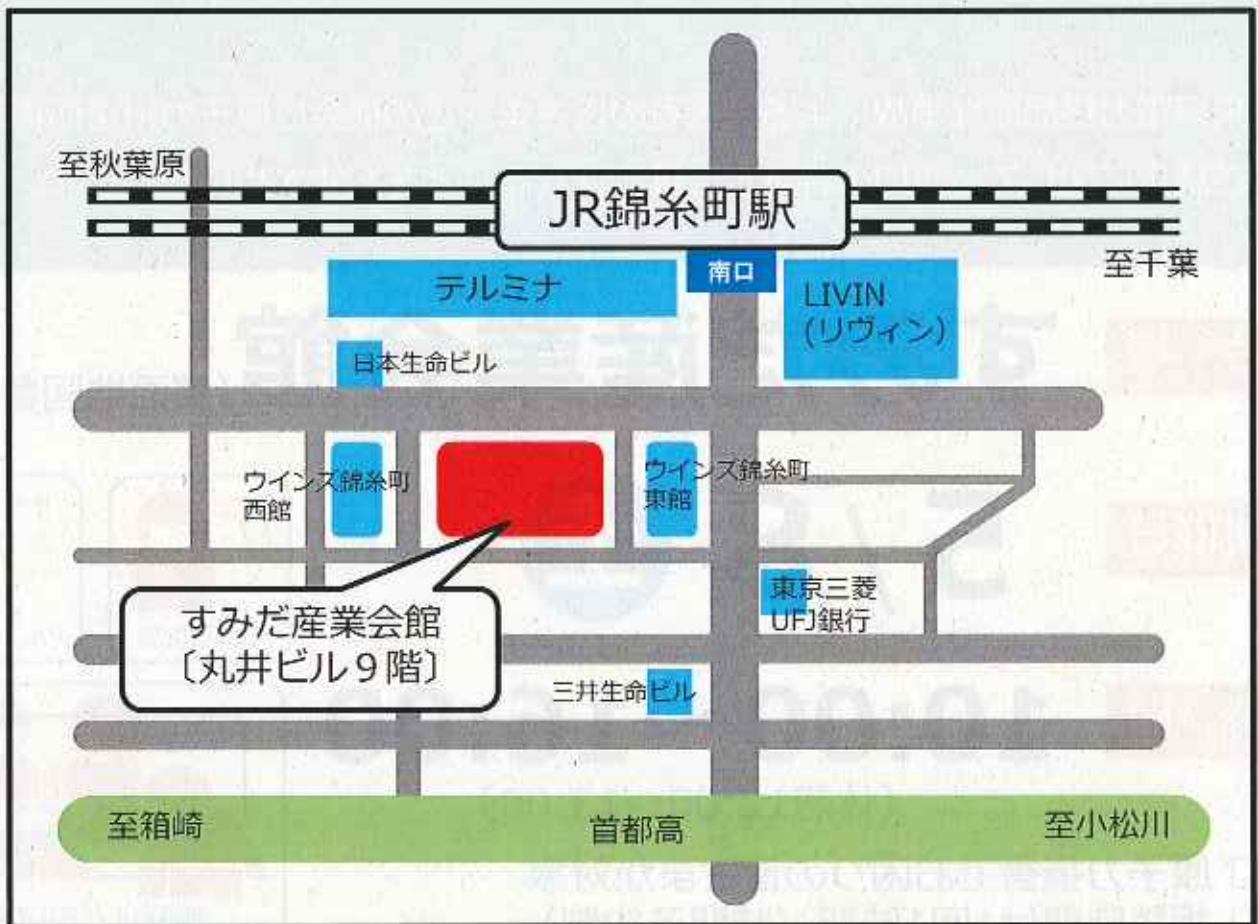 至秋葉原
JR錦糸町駅
至千葉
南口
テルミナ
LIVIN
(リヴィン)
日本生命ビル
ウインズ錦糸町
西館
ウインズ錦糸町
東館
東京三菱
UFJ銀行
すみだ産業会館
〔丸井ビル9階〕
三井生命ビル
至箱崎
首都高
至小松川